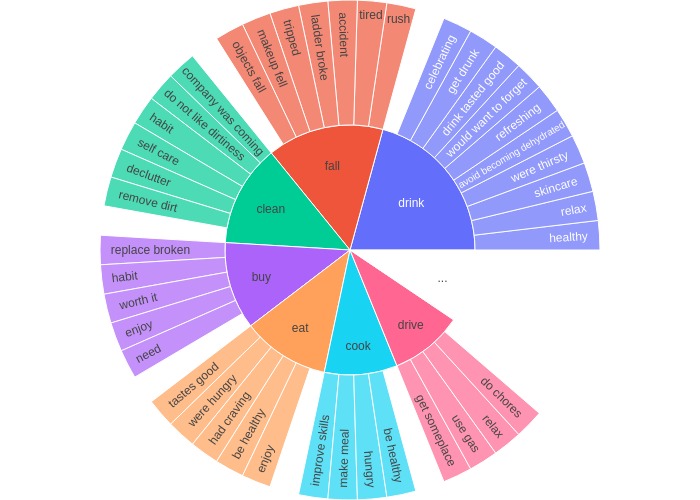 drink
celebrating
get drunk
drink tasted good
would want to forget
refreshing
avoid becoming dehydrated
were thirsty
skincare
relax
healthy
fall
objects fall
makeup fell
tripped
ladder broke
accident
tired
rush
clean
company was coming
do not like dirtiness
habit
self care
declutter
remove dirt
buy
replace broken
habit
worth it
enjoy
need
eat
tastes good
were hungry
had craving
be healthy
enjoy
cook
improve skills
make meal
hungry
be healthy
drive
get someplace
use gas
relax
do chores
...